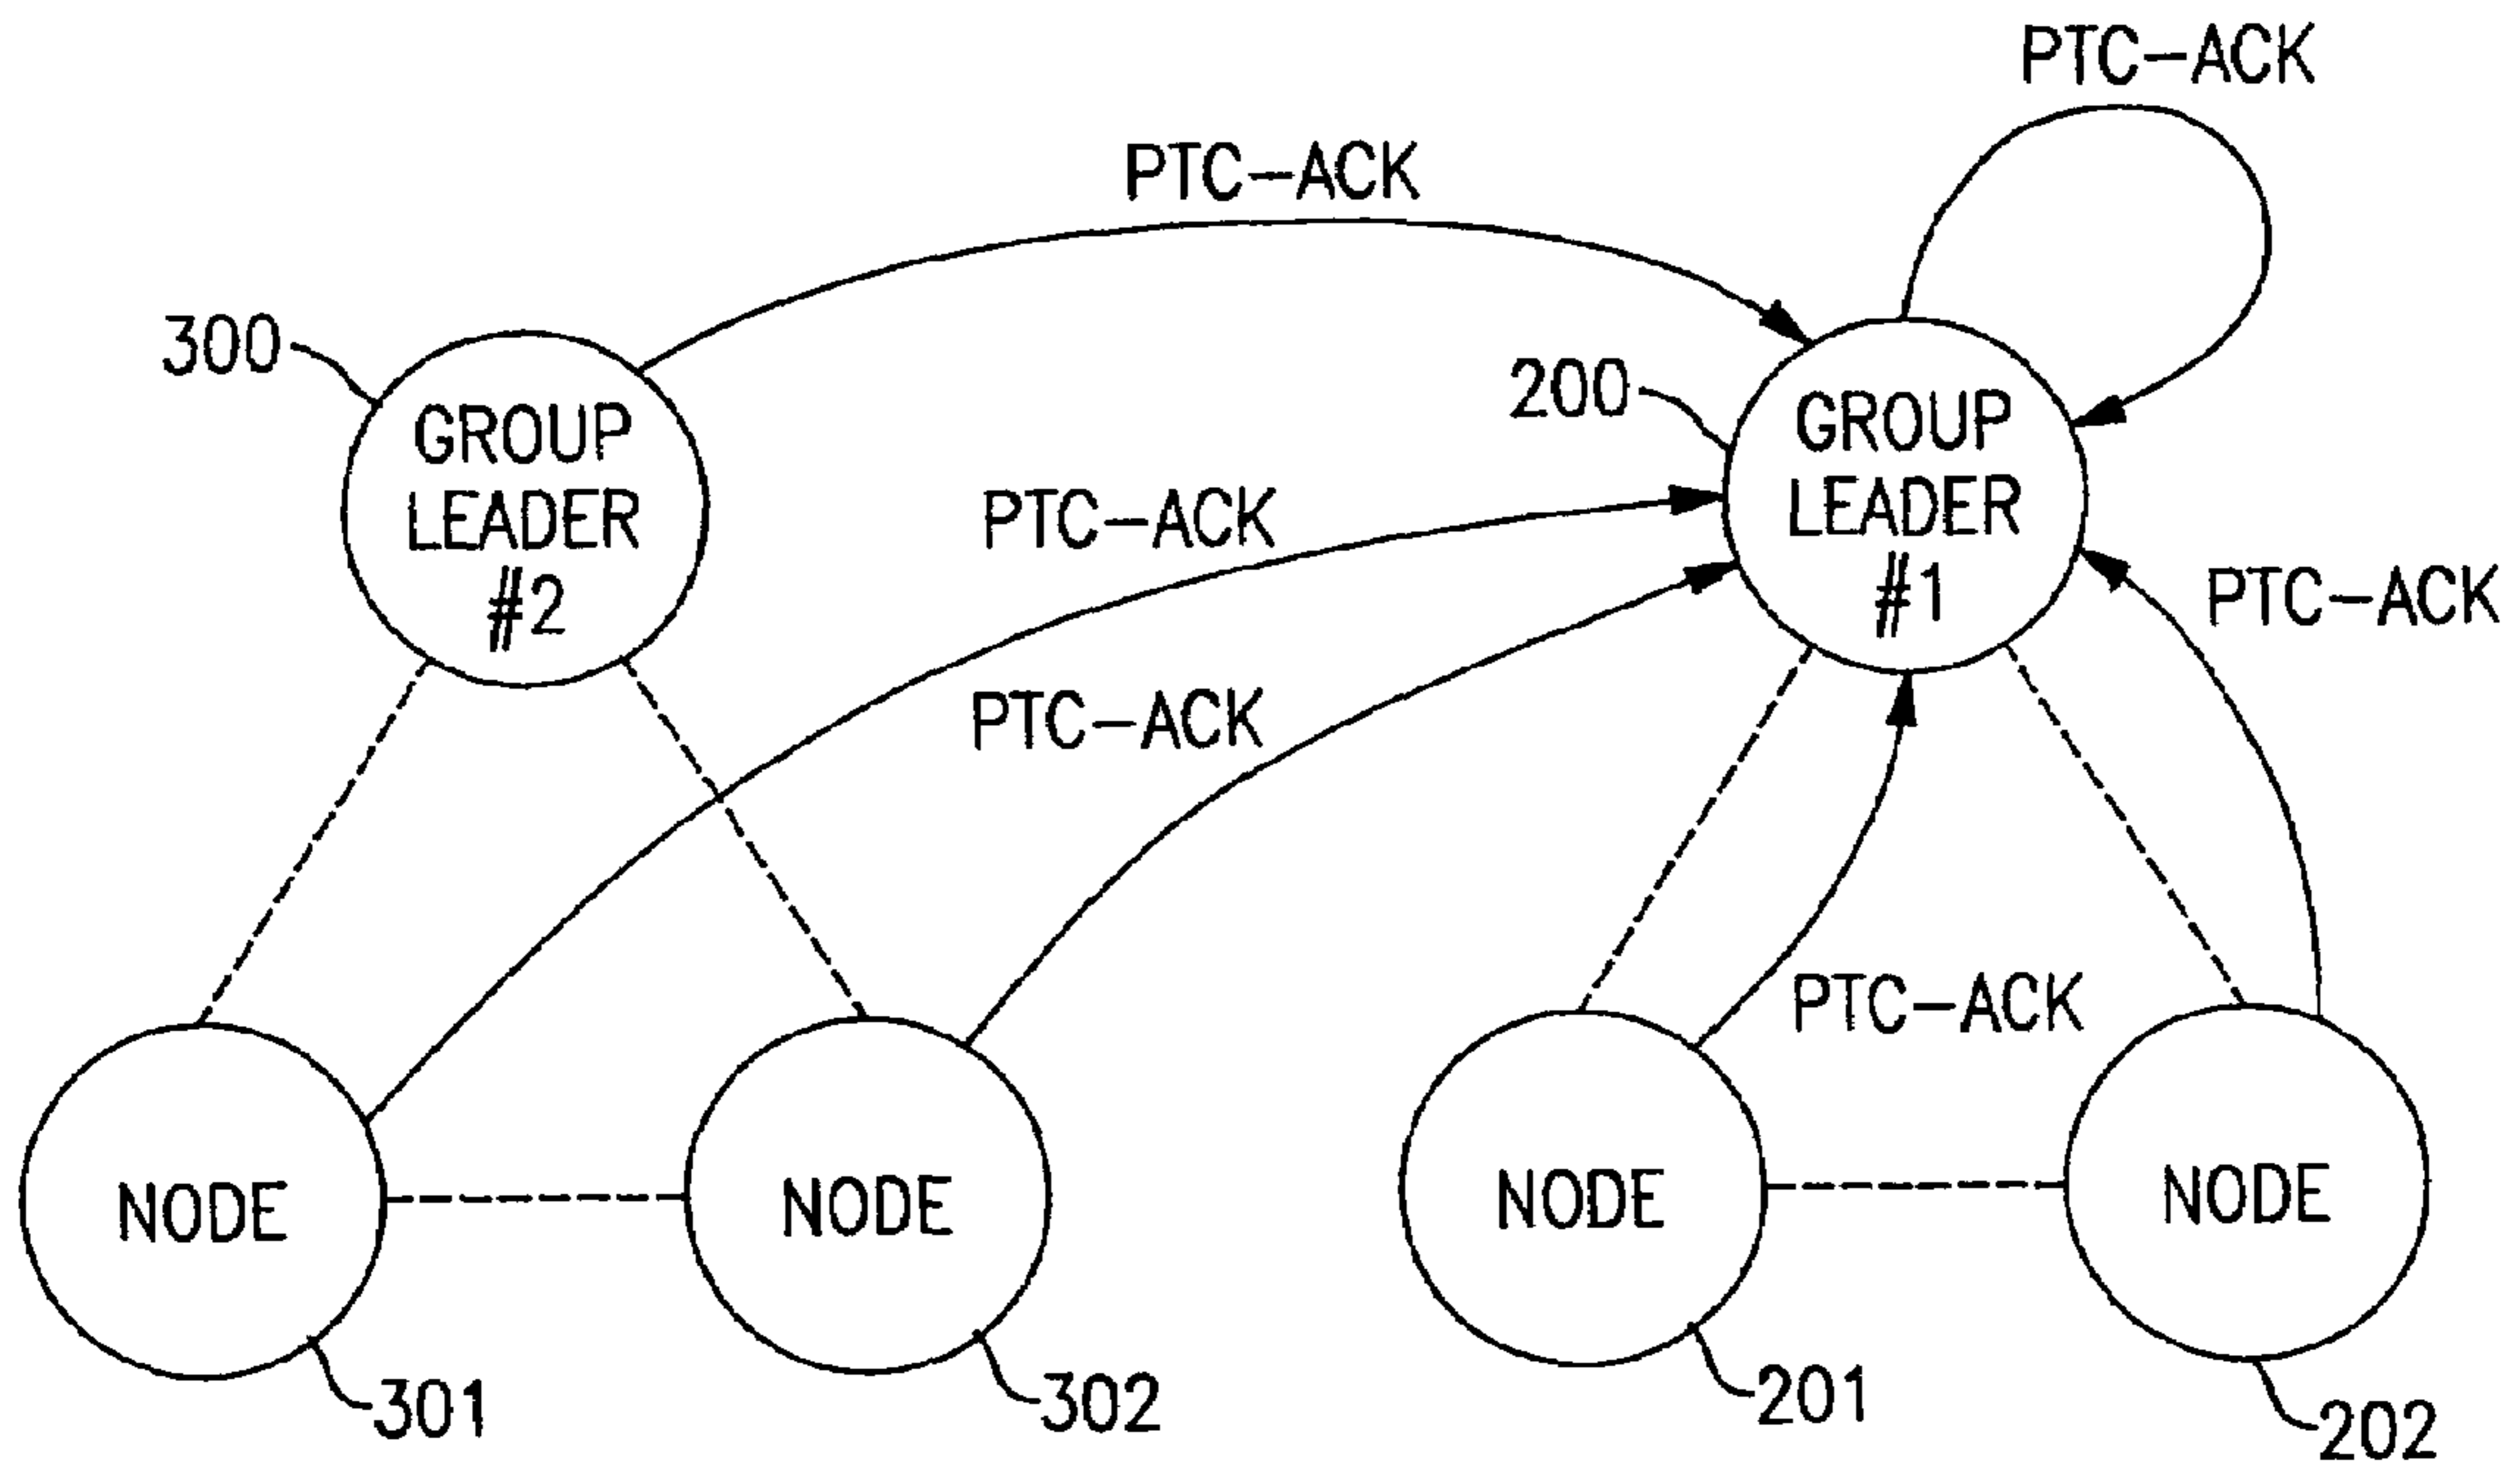 PTC-ACK
PTC-ACK
300
GROUP
LEADER
#2
200
GROUP
LEADER
#1
PTC-ACK
PTC-ACK
PTC-ACK
PTC-ACK
NODE
NODE
NODE
NODE
301
302
201
202